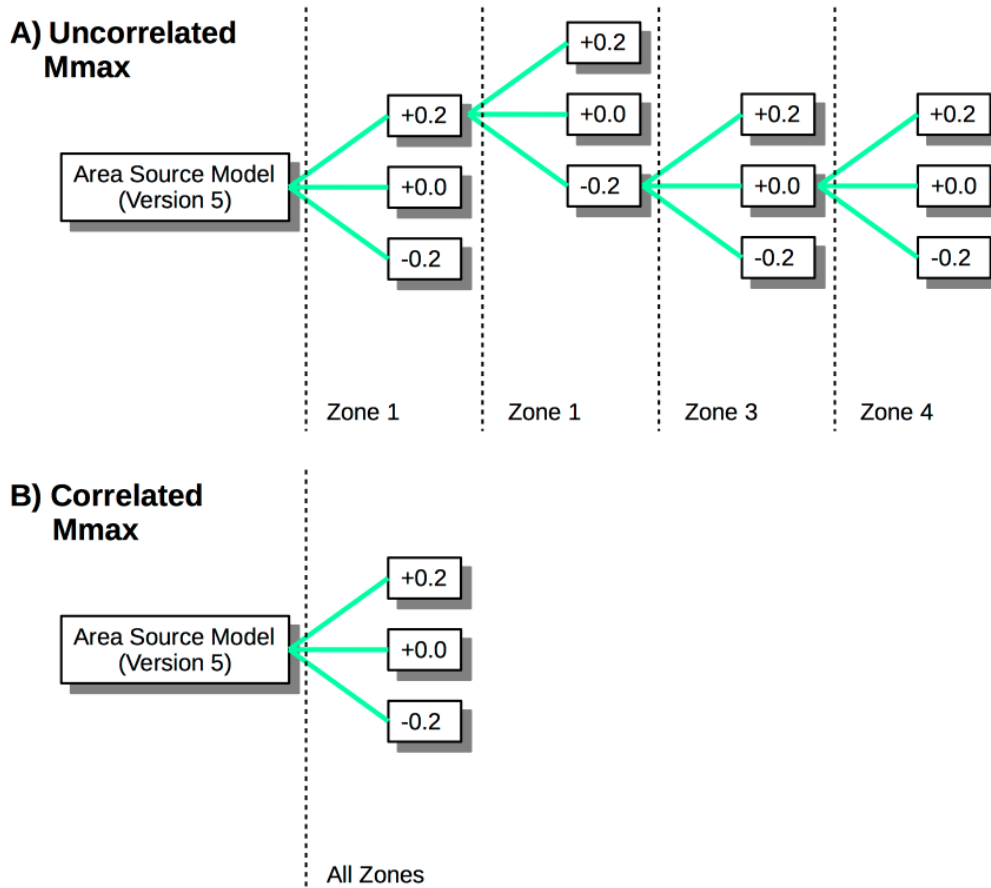 A) Uncorrelated
Mmax
Area Source Model
(Version 5)
+0.2
+0.0
-0.2
+0.2
+0.0
-0.2
+0.2
+0.0
-0.2
+0.2
+0.0
-0.2
Zone 1
Zone 1
Zone 3
Zone 4
B) Correlated
Mmax
Area Source Model
(Version 5)
+0.2
+0.0
-0.2
All Zones